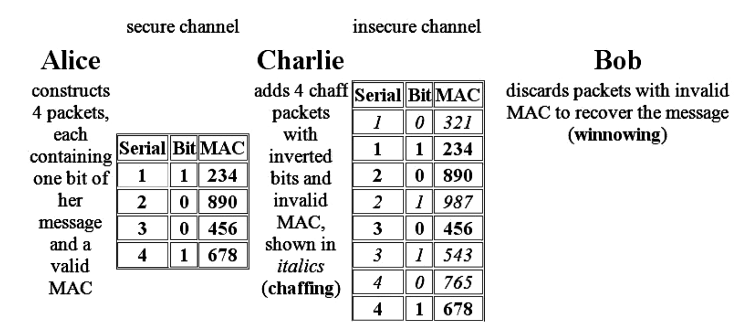 secure channel
insecure channel
Alice
Charlie
Bob
constructs
4 packets,
each
containing
one bit of
her
message
and a
valid
MAC
Serial Bit MAC
1 1 234
2 0 890
3 0 456
4 1 678
adds 4 chaff
packets
with
inverted
bits and
invalid
MAC,
shown in
italics
(chaffing)
Serial Bit MAC
1 0 321
1 1 234
2 0 890
2 1 987
3 0 456
3 1 543
4 0 765
4 1 678
discards packets with invalid
MAC to recover the message
(winnowing)